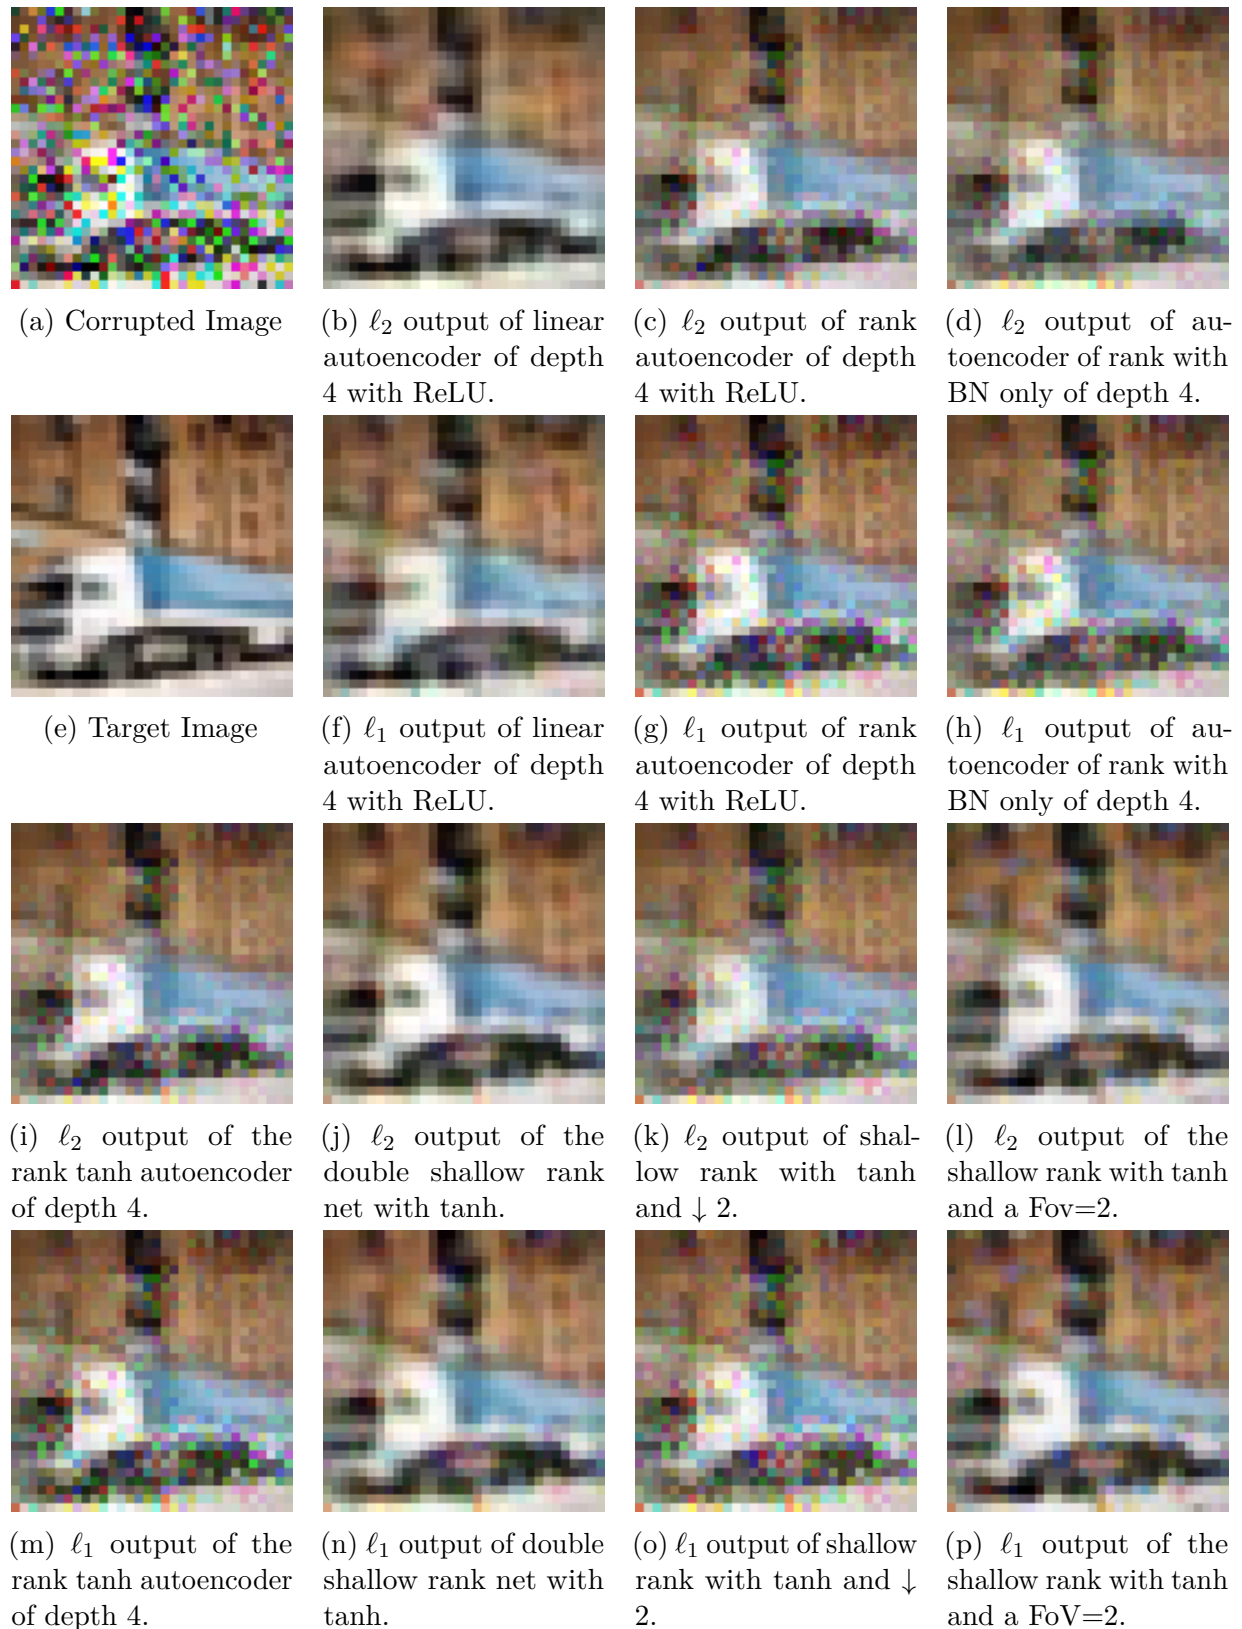 (a) Corrupted Image
(b) ℓ₂ output of linear
autoencoder of depth
4 with ReLU.
(c) ℓ₂ output of rank
autoencoder of depth
4 with ReLU.
(d) ℓ₂ output of au-
toencoder of rank with
BN only of depth 4.
(e) Target Image
(f) ℓ₁ output of linear
autoencoder of depth
4 with ReLU.
(g) ℓ₁ output of rank
autoencoder of depth
4 with ReLU.
(h) ℓ₁ output of au-
toencoder of rank with
BN only of depth 4.
(i) ℓ₂ output of the
rank tanh autoencoder
of depth 4.
(j) ℓ₂ output of the
double shallow rank
net with tanh.
(k) ℓ₂ output of shal-
low rank with tanh
and ↓ 2.
(l) ℓ₂ output of the
shallow rank with tanh
and a Fov=2.
(m) ℓ₁ output of the
rank tanh autoencoder
of depth 4.
(n) ℓ₁ output of double
shallow rank net with
tanh.
(o) ℓ₁ output of shallow
rank with tanh and ↓
2.
(p) ℓ₁ output of the
shallow rank with tanh
and a FoV=2.